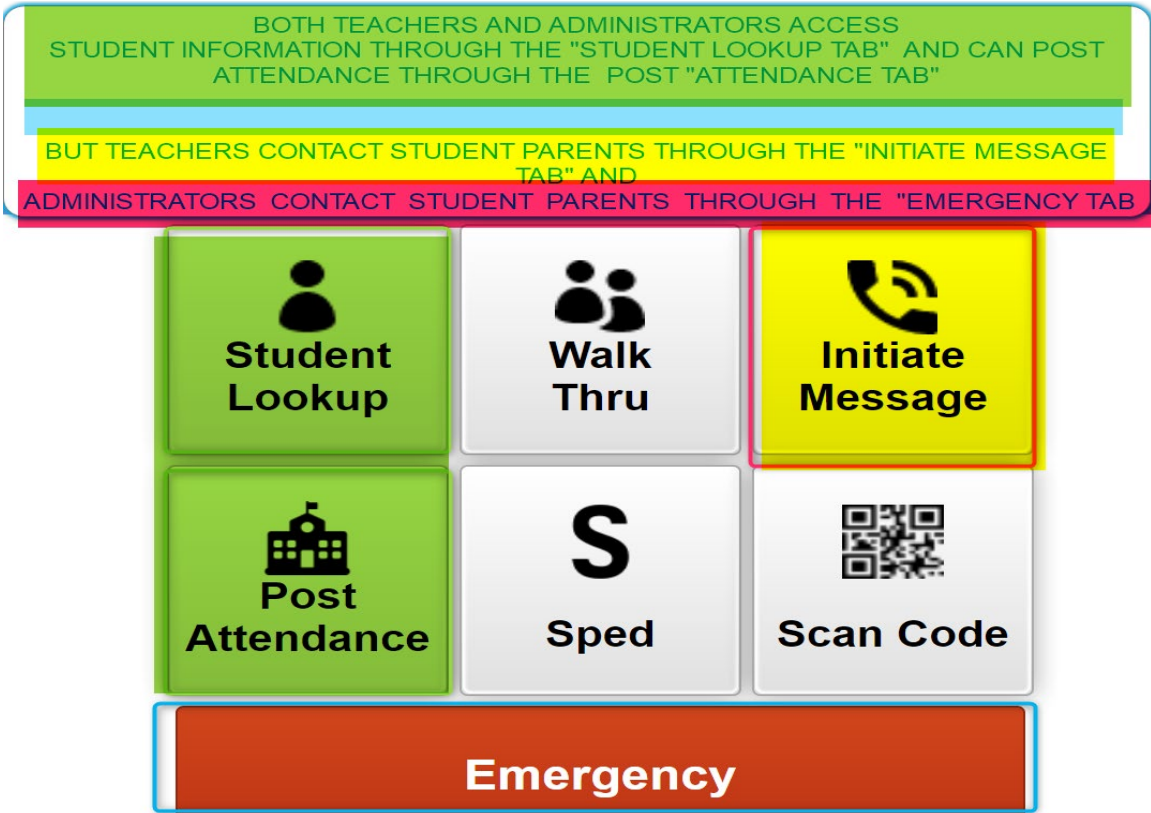 BOTH TEACHERS AND ADMINISTRATORS ACCESS
STUDENT INFORMATION THROUGH THE "STUDENT LOOKUP TAB" AND CAN POST
ATTENDANCE THROUGH THE POST "ATTENDANCE TAB"
BUT TEACHERS CONTACT STUDENT PARENTS THROUGH THE "INITIATE MESSAGE
TAB" AND
ADMINISTRATORS CONTACT STUDENT PARENTS THROUGH THE "EMERGENCY TAB
Student
Lookup
Walk
Thru
Initiate
Message
Post
Attendance
S
Sped
Scan Code
Emergency